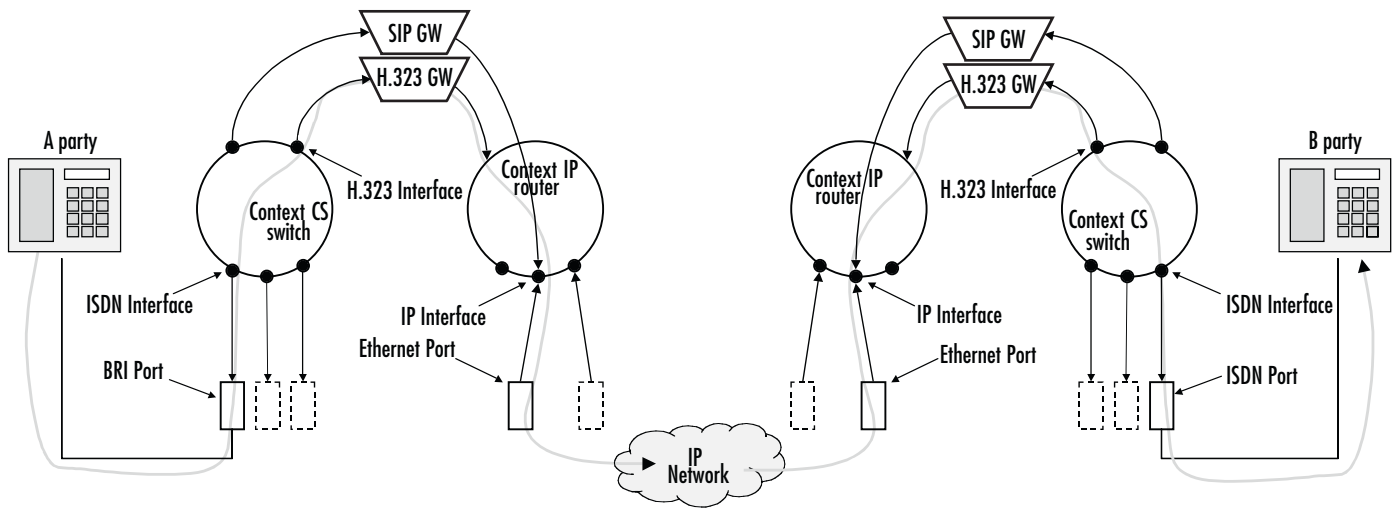 SIP GW
SIP GW
H.323 GW
H.323 GW
A party
B party
H.323 Interface
Context IP
router
Context IP
router
H.323 Interface
Context CS
switch
Context CS
switch
ISDN Interface
IP Interface
IP Interface
ISDN Interface
Ethernet Port
Ethernet Port
BRI Port
ISDN Port
IP
Network